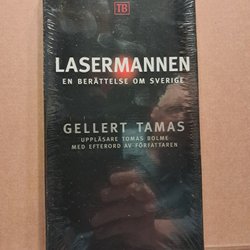 TB
LASERMANNEN
EN BERÄTTELSE OM SVERIGE
GELLERT TAMAS
UPPLÄSARE TOMAS BOLME
MED EFTERORD AV FÖRFATTAREN